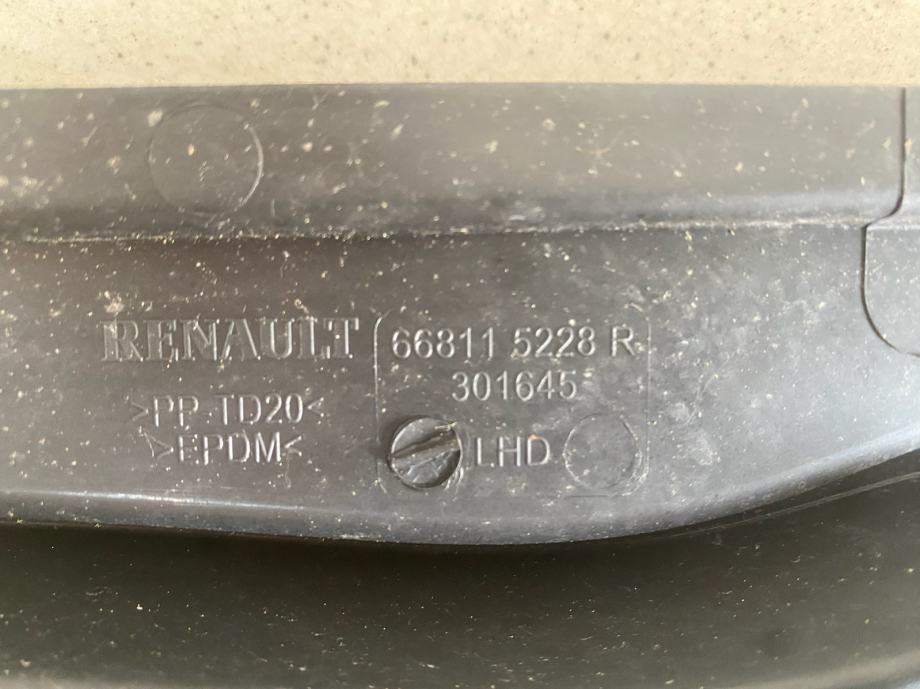 RENAULT
>PP-TD20<
>EPDM<
66811 5228 R
301645
LHD